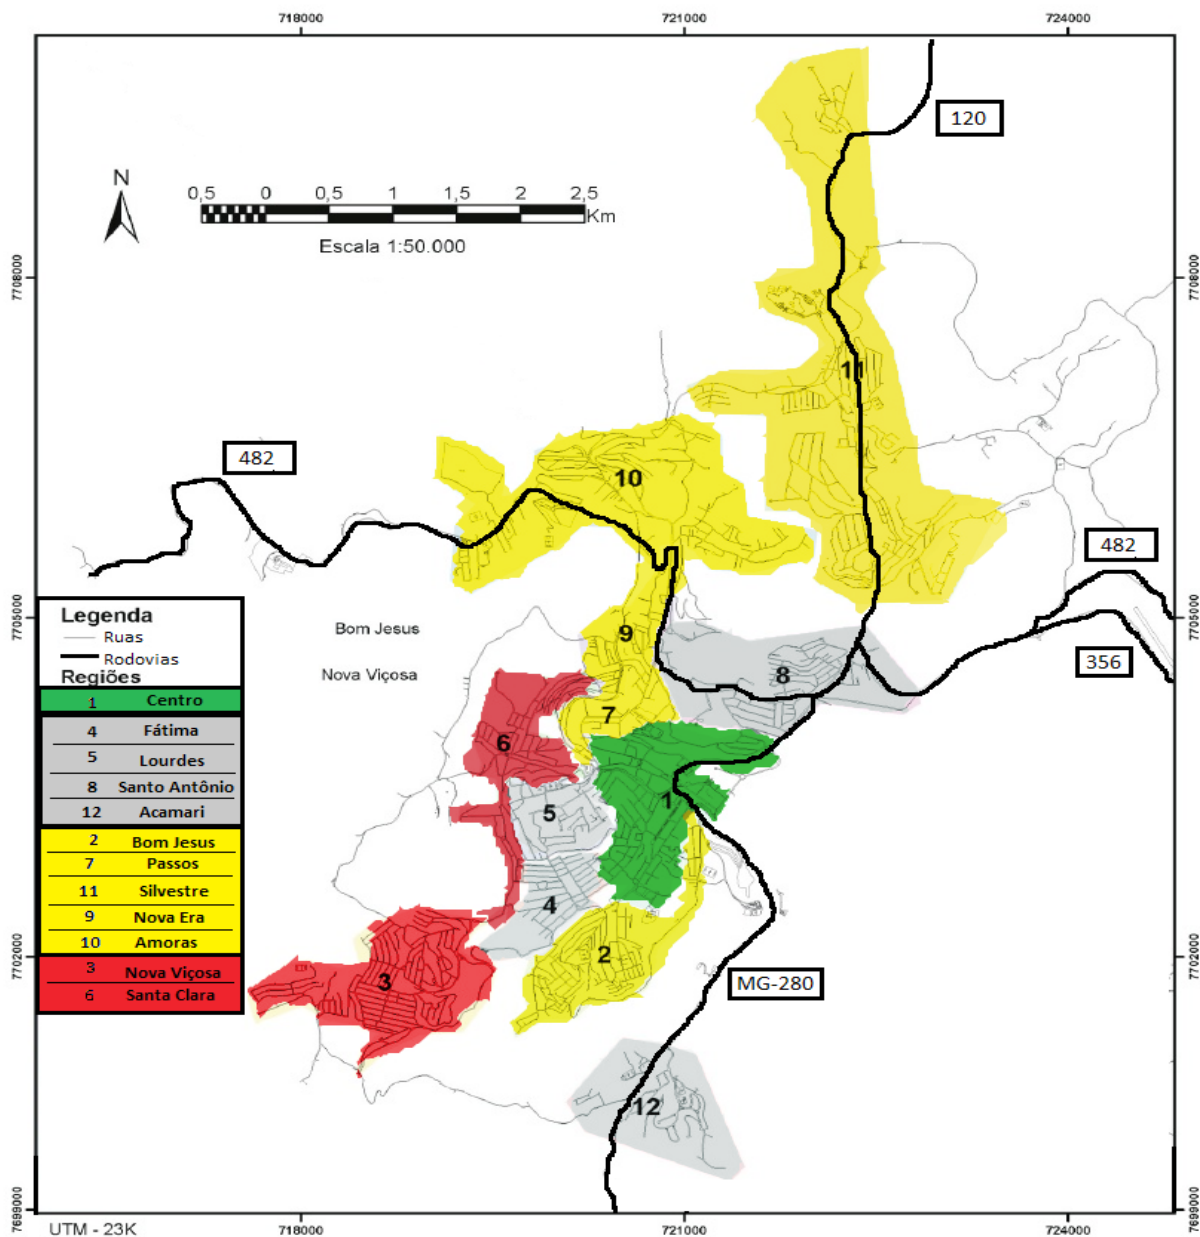 718000 721000 724000
120
N
0,5 0 0,5 1 1,5 2 2,5
Km
Escala 1:50.000
7708000 7708000
11
482
10
482
7705000 7705000
Legenda
Ruas
Rodovias
Regiões
1 Centro
4 Fátima
5 Lourdes
8 Santo Antônio
12 Acamari
2 Bom Jesus
7 Passos
11 Silvestre
9 Nova Era
10 Amoras
3 Nova Viçosa
6 Santa Clara
Bom Jesus
Nova Viçosa
9
8
356
7
6
1
5
4
2
3
7702000 7702000
MG-280
12
7699000 7699000
UTM - 23K
718000 721000 724000